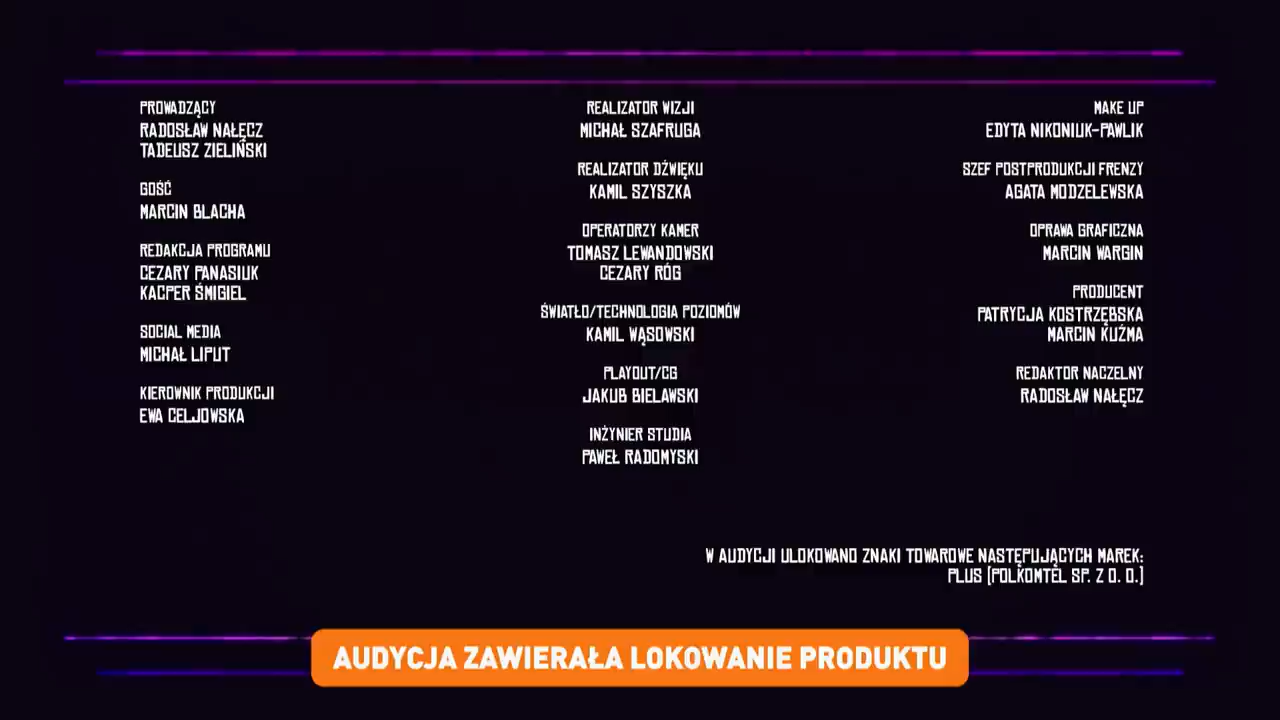 PROWADZĄCY
RADOSŁAW NAŁĘCZ
TADEUSZ ZIELIŃSKI
GOŚĆ
MARCIN BLACHA
REDAKCJA PROGRAMU
CEZARY PANASIUK
KACPER ŚMIGIEL
SOCIAL MEDIA
MICHAŁ LIPUT
KIEROWNIK PRODUKCJI
EWA CELJOWSKA
REALIZATOR WIZJI
MICHAŁ SZAFRUGA
REALIZATOR DŹWIĘKU
KAMIL SZYSZKA
OPERATORZY KAMER
TOMASZ LEWANDOWSKI
CEZARY RÓG
ŚWIATŁO/TECHNOLOGIA POZIOMÓW
KAMIL WĄSOWSKI
PLAYOUT/CG
JAKUB BIELAWSKI
INŻYNIER STUDIA
PAWEŁ RADOMYSKI
MAKE UP
EDYTA NIKONIUK-PAWLIK
SZEF POSTPRODUKCJI FRENZY
AGATA MODZELEWSKA
OPRAWA GRAFICZNA
MARCIN WARGIN
PRODUCENT
PATRYCJA KOSTRZĘBSKA
MARCIN KUŹMA
REDAKTOR NACZELNY
RADOSŁAW NAŁĘCZ
W AUDYCJI ULOKOWANO ZNAKI TOWAROWE NASTĘPUJĄCYCH MAREK:
PLUS [POLKOMTEL SP. Z O. O.]
AUDYCJA ZAWIERAŁA LOKOWANIE PRODUKTU